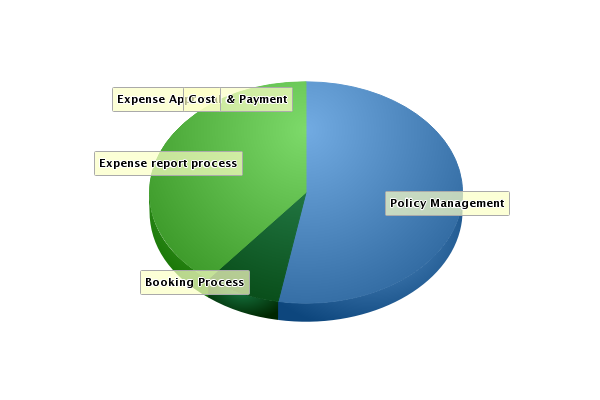 Expense Ap
Cost
& Payment
Expense report process
Policy Management
Booking Process